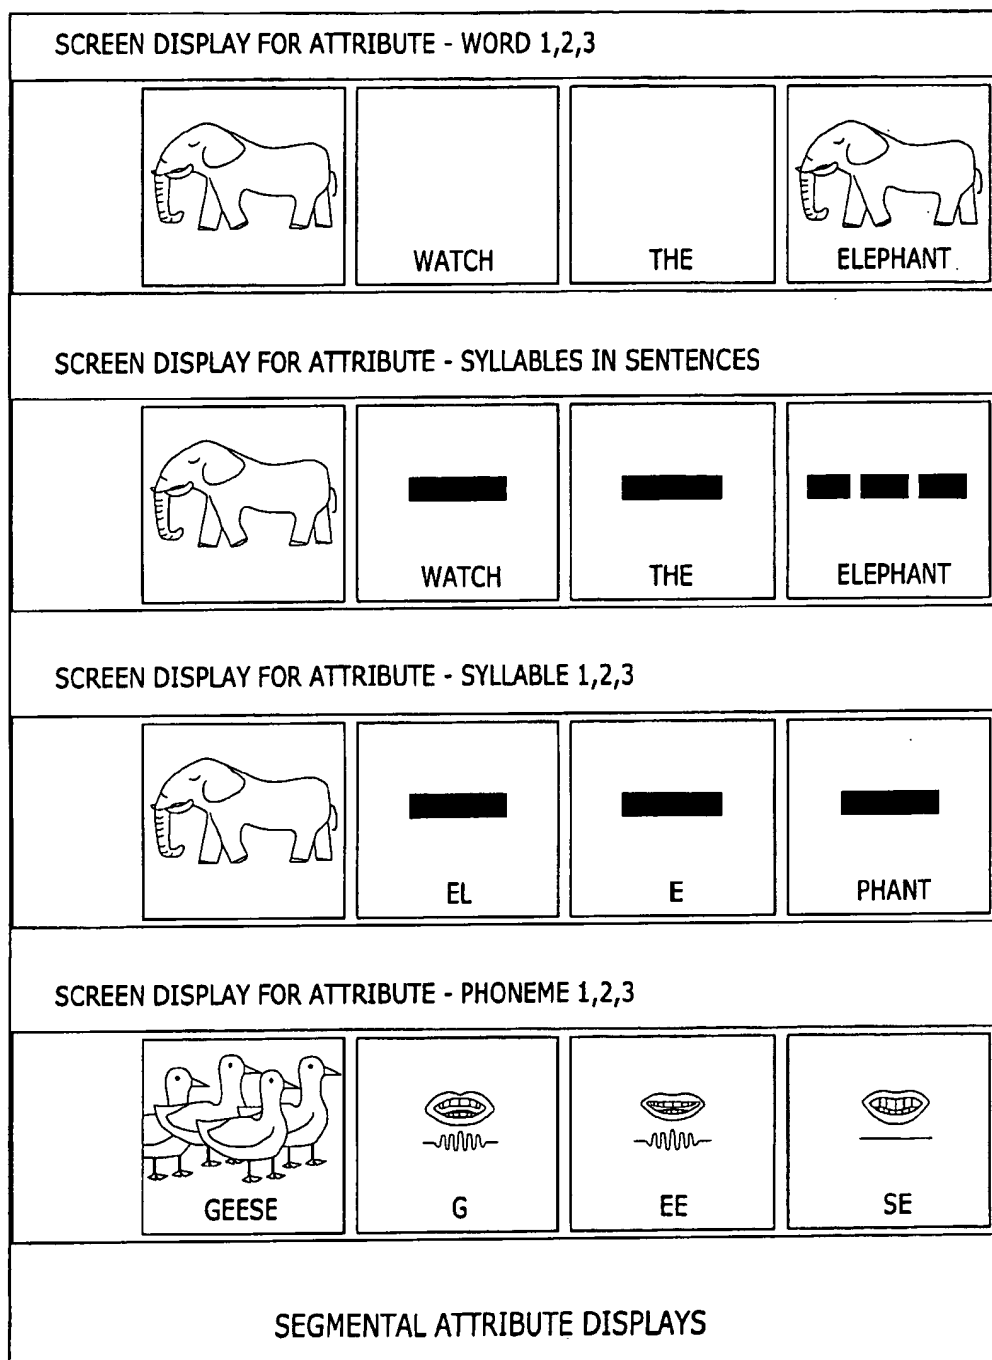 SCREEN DISPLAY FOR ATTRIBUTE - WORD 1,2,3
WATCH THE ELEPHANT
SCREEN DISPLAY FOR ATTRIBUTE - SYLLABLES IN SENTENCES
WATCH THE ELEPHANT
SCREEN DISPLAY FOR ATTRIBUTE - SYLLABLE 1,2,3
EL E PHANT
SCREEN DISPLAY FOR ATTRIBUTE - PHONEME 1,2,3
GEESE G EE SE
SEGMENTAL ATTRIBUTE DISPLAYS